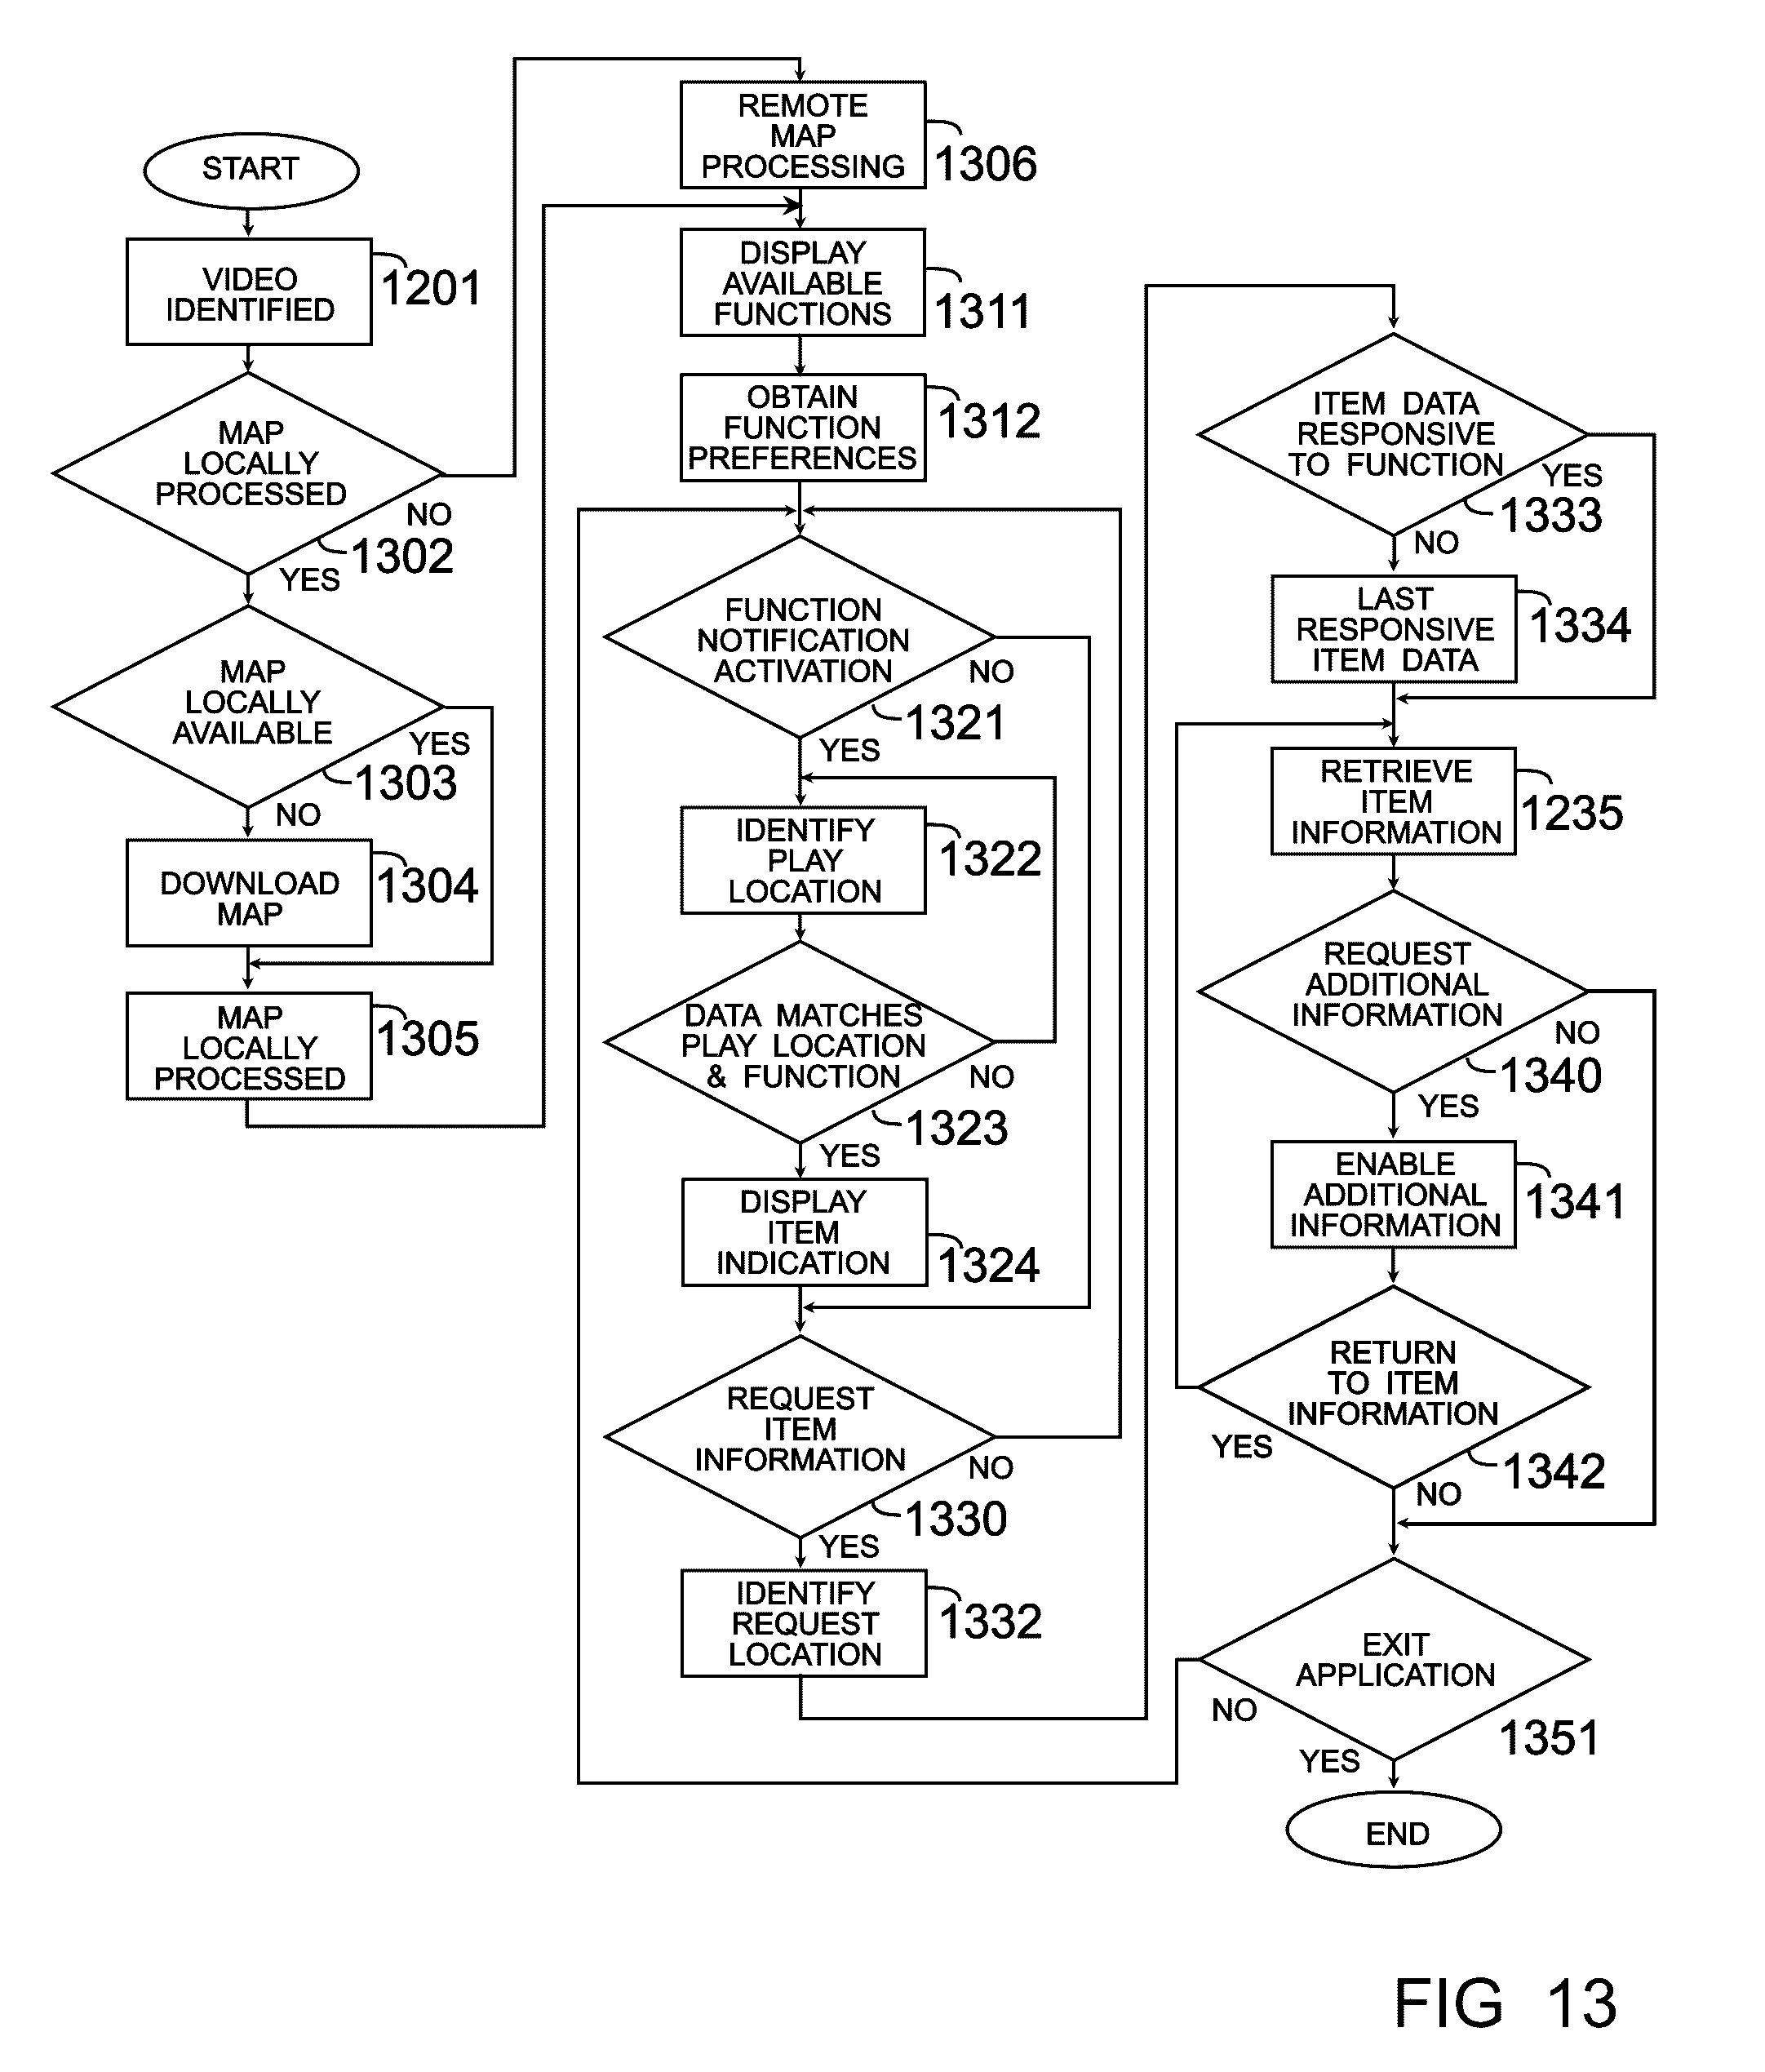 START
VIDEO
IDENTIFIED
1201
MAP
LOCALLY
PROCESSED
NO
1302
YES
MAP
LOCALLY
AVAILABLE
YES
1303
NO
DOWNLOAD
MAP
1304
MAP
LOCALLY
PROCESSED
1305
REMOTE
MAP
PROCESSING
1306
DISPLAY
AVAILABLE
FUNCTIONS
1311
OBTAIN
FUNCTION
PREFERENCES
1312
FUNCTION
NOTIFICATION
ACTIVATION
NO
1321
YES
IDENTIFY
PLAY
LOCATION
1322
DATA MATCHES
PLAY LOCATION
& FUNCTION
NO
1323
YES
DISPLAY
ITEM
INDICATION
1324
REQUEST
ITEM
INFORMATION
NO
1330
YES
IDENTIFY
REQUEST
LOCATION
1332
ITEM DATA
RESPONSIVE
TO FUNCTION
YES
1333
NO
LAST
RESPONSIVE
ITEM DATA
1334
RETRIEVE
ITEM
INFORMATION
1235
REQUEST
ADDITIONAL
INFORMATION
NO
1340
YES
ENABLE
ADDITIONAL
INFORMATION
1341
RETURN
TO ITEM
INFORMATION
YES
1342
NO
EXIT
APPLICATION
NO
1351
YES
END
FIG 13